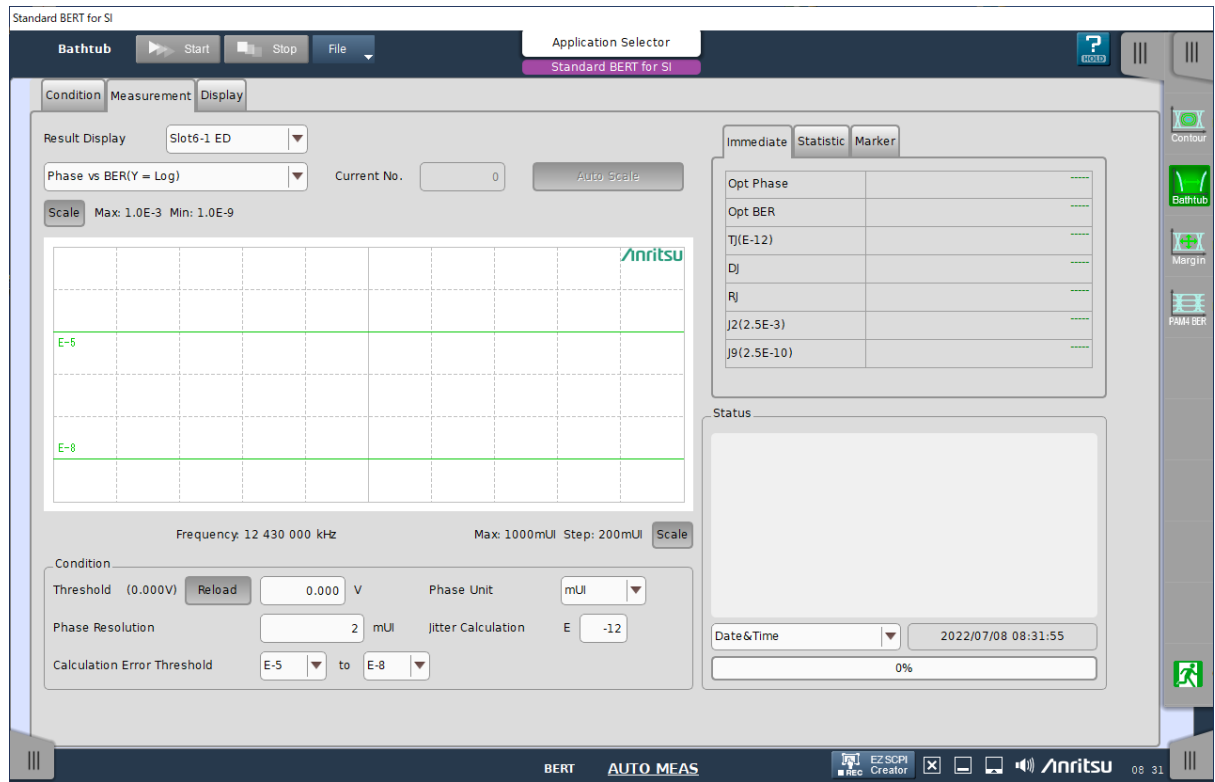 Standard BERT for SI
Bathtub
Start
Stop
File
Application Selector
Standard BERT for SI
?
HOLD
Condition
Measurement
Display
Result Display
Slot6-1 ED
Phase vs BER(Y = Log)
Current No.
0
Auto Scale
Scale
Max: 1.0E-3 Min: 1.0E-9
Anritsu
E-5
E-8
Frequency: 12 430 000 kHz
Max: 1000mUI Step: 200mUI
Scale
Condition
Threshold (0.000V)
Reload
0.000 V
Phase Unit
mUI
Phase Resolution
2 mUI
Jitter Calculation
E -12
Calculation Error Threshold
E-5 to E-8
Immediate
Statistic
Marker
Opt Phase -----
Opt BER -----
TJ(E-12) -----
DJ -----
RJ -----
J2(2.5E-3) -----
J9(2.5E-10) -----
Status
Date&Time
2022/07/08 08:31:55
0%
Contour
Bathtub
Margin
PAM4 BER
BERT
AUTO MEAS
REC
EZ SCPI
Creator
Anritsu
08 31